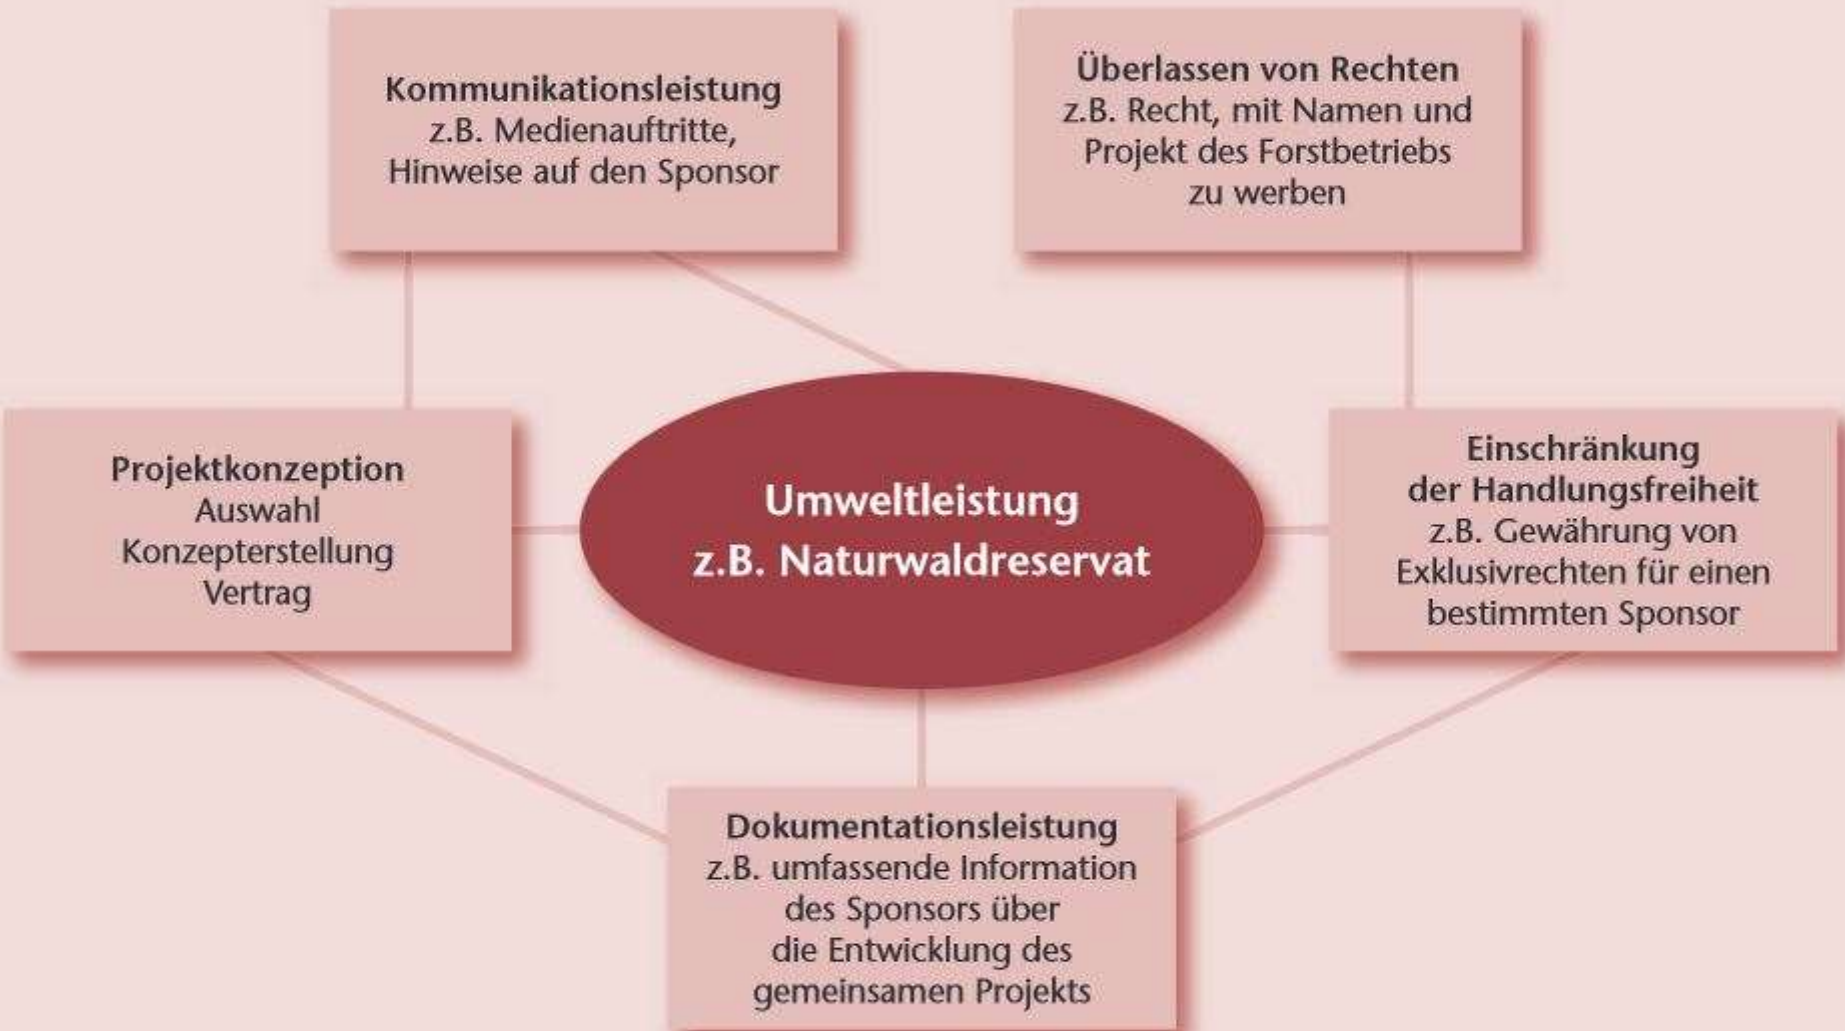 Kommunikationsleistung
z.B. Medienauftritte,
Hinweise auf den Sponsor
Überlassen von Rechten
z.B. Recht, mit Namen und
Projekt des Forstbetriebs
zu werben
Projektkonzeption
Auswahl
Konzepterstellung
Vertrag
Umweltleistung
z.B. Naturwaldreservat
Einschränkung
der Handlungsfreiheit
z.B. Gewährung von
Exklusivrechten für einen
bestimmten Sponsor
Dokumentationsleistung
z.B. umfassende Information
des Sponsors über
die Entwicklung des
gemeinsamen Projekts